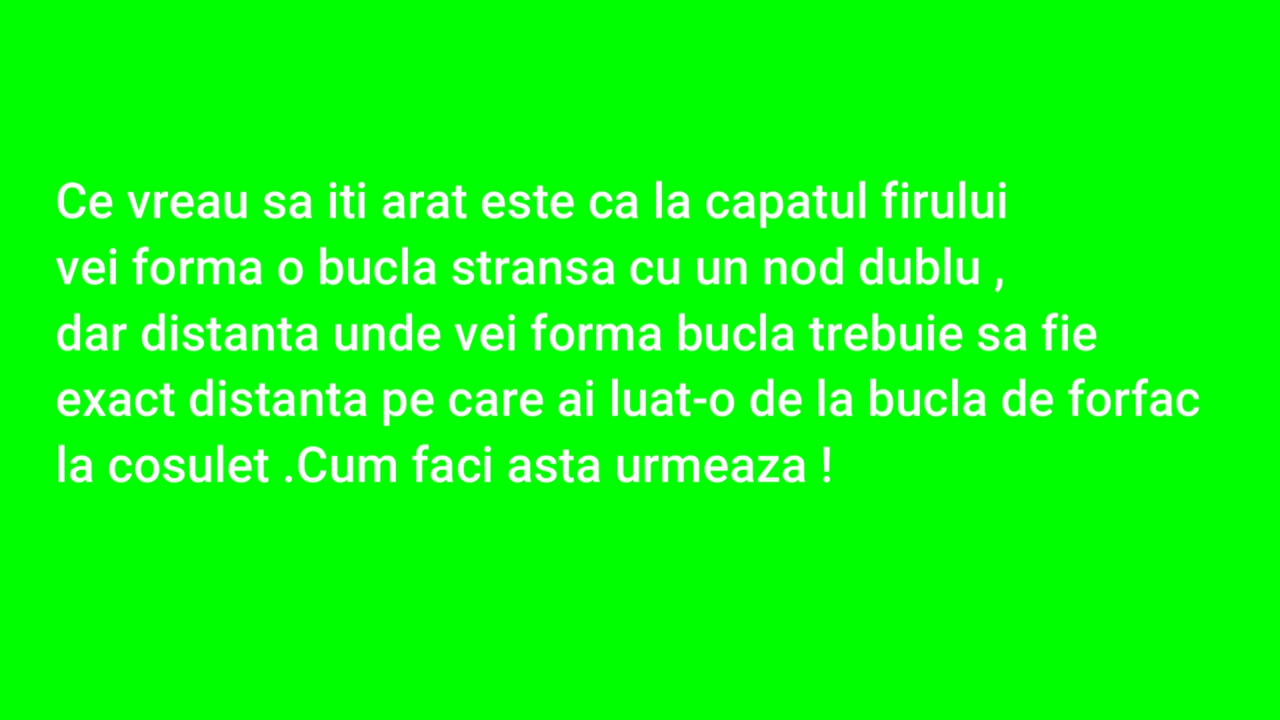 Ce vreau sa iti arat este ca la capatul firului
vei forma o bucla stransa cu un nod dublu ,
dar distanta unde vei forma bucla trebuie sa fie
exact distanta pe care ai luat-o de la bucla de forfac
la cosulet .Cum faci asta urmeaza !